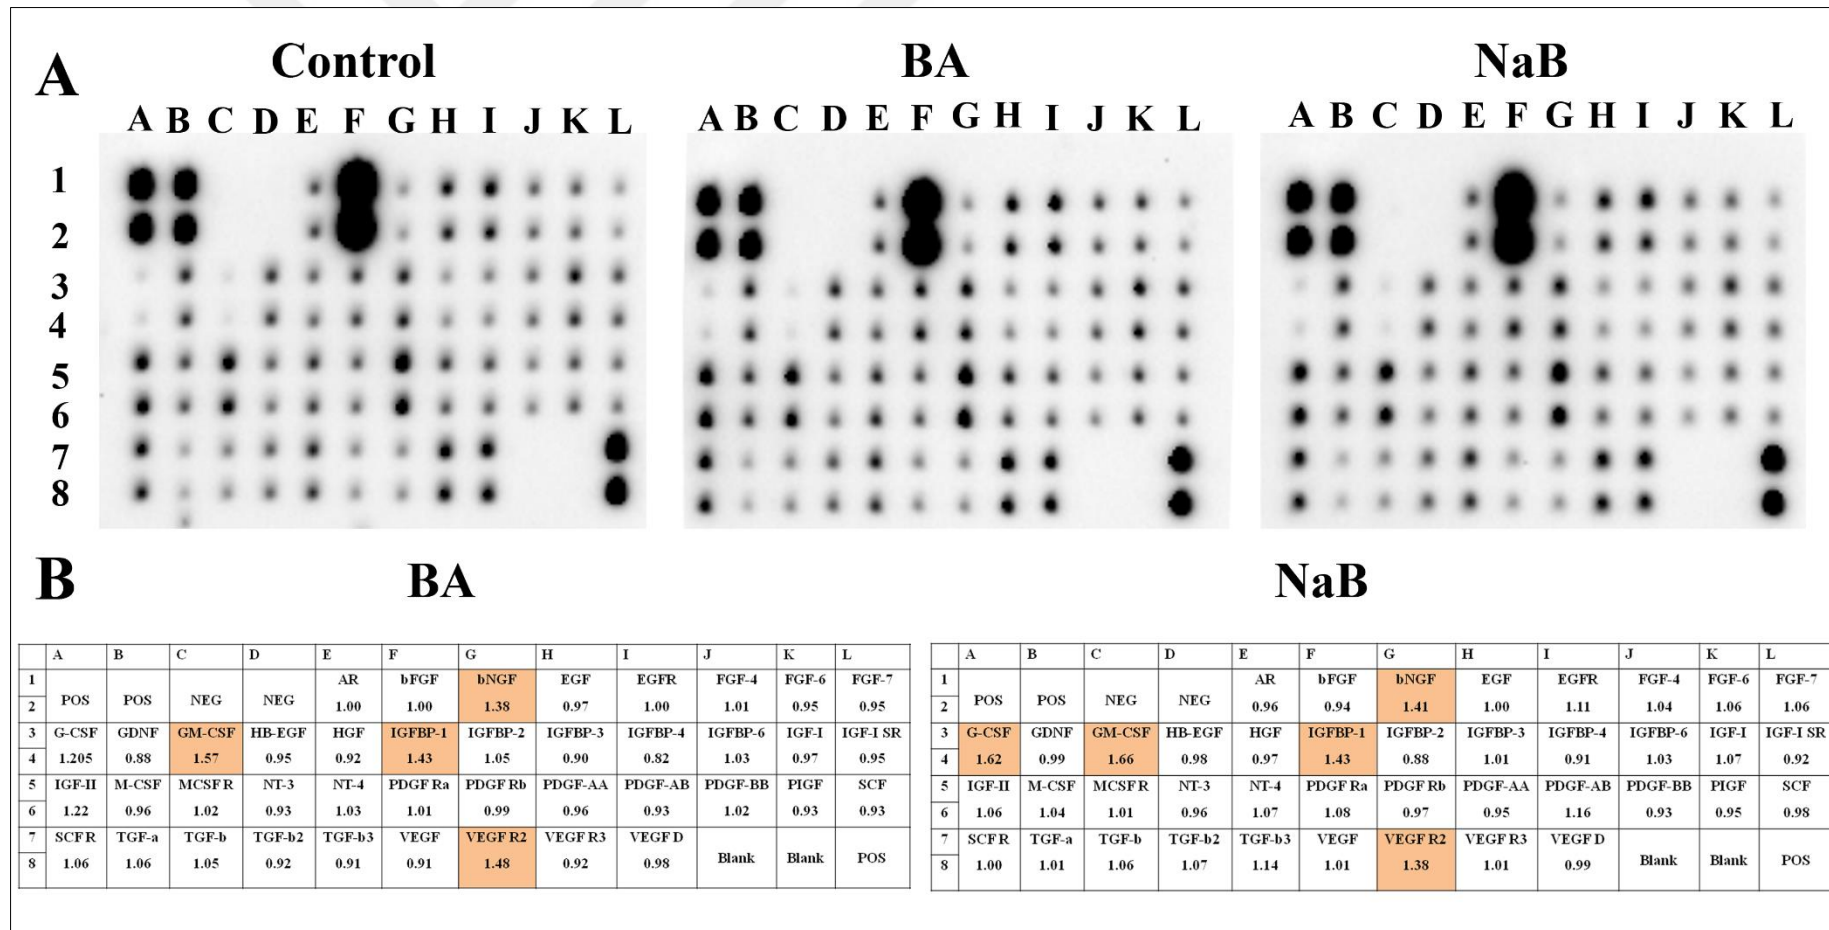 A
Control
BA
NaB
A B C D E F G H I J K L
A B C D E F G H I J K L
A B C D E F G H I J K L
1
2
3
4
5
6
7
8
B
BA
NaB
A B C D E F G H I J K L
1 AR bFGF bNGF EGF EGFR FGF-4 FGF-6 FGF-7
POS POS NEG NEG
2 1.00 1.00 1.38 0.97 1.00 1.01 0.95 0.95
3 G-CSF GDNF GM-CSF HB-EGF HGF IGFBP-1 IGFBP-2 IGFBP-3 IGFBP-4 IGFBP-6 IGF-I IGF-I SR
4 1.205 0.88 1.57 0.95 0.92 1.43 1.05 0.90 0.82 1.03 0.97 0.95
5 IGF-II M-CSF MCSF R NT-3 NT-4 PDGF Ra PDGF Rb PDGF-AA PDGF-AB PDGF-BB PIGF SCF
6 1.22 0.96 1.02 0.93 1.03 1.01 0.99 0.96 0.93 1.02 0.93 0.93
7 SCF R TGF-a TGF-b TGF-b2 TGF-b3 VEGF VEGF R2 VEGF R3 VEGF D
Blank Blank POS
8 1.06 1.06 1.05 0.92 0.91 0.91 1.48 0.92 0.98
A B C D E F G H I J K L
1 AR bFGF bNGF EGF EGFR FGF-4 FGF-6 FGF-7
POS POS NEG NEG
2 0.96 0.94 1.41 1.00 1.11 1.04 1.06 1.06
3 G-CSF GDNF GM-CSF HB-EGF HGF IGFBP-1 IGFBP-2 IGFBP-3 IGFBP-4 IGFBP-6 IGF-I IGF-I SR
4 1.62 0.99 1.66 0.98 0.97 1.43 0.88 1.01 0.91 1.03 1.07 0.92
5 IGF-II M-CSF MCSF R NT-3 NT-4 PDGF Ra PDGF Rb PDGF-AA PDGF-AB PDGF-BB PIGF SCF
6 1.06 1.04 1.01 0.96 1.07 1.08 0.97 0.95 1.16 0.93 0.95 0.98
7 SCF R TGF-a TGF-b TGF-b2 TGF-b3 VEGF VEGF R2 VEGF R3 VEGF D
Blank Blank POS
8 1.00 1.01 1.06 1.07 1.14 1.01 1.38 1.01 0.99